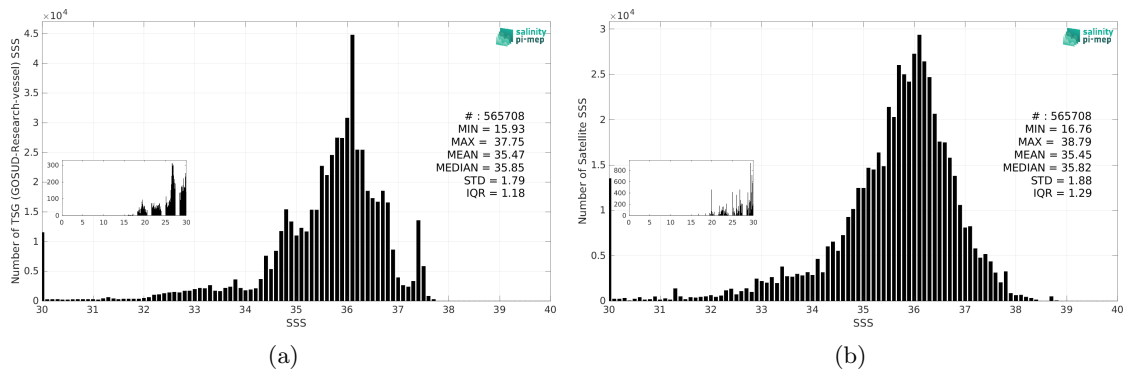 ×10⁴
4.5
4
3.5
3
2.5
2
1.5
1
0.5
0
Number of TSG (GOSUD-Research-vessel) SSS
30 31 32 33 34 35 36 37 38 39 40
SSS
salinity
pi-mep
# : 565708
MIN = 15.93
MAX = 37.75
MEAN = 35.47
MEDIAN = 35.85
STD = 1.79
IQR = 1.18
300
200
100
0
0 5 10 15 20 25 30
(a)
×10⁴
3
2.5
2
1.5
1
0.5
0
Number of Satellite SSS
30 31 32 33 34 35 36 37 38 39 40
SSS
salinity
pi-mep
# : 565708
MIN = 16.76
MAX = 38.79
MEAN = 35.45
MEDIAN = 35.82
STD = 1.88
IQR = 1.29
800
600
400
200
0
0 5 10 15 20 25 30
(b)